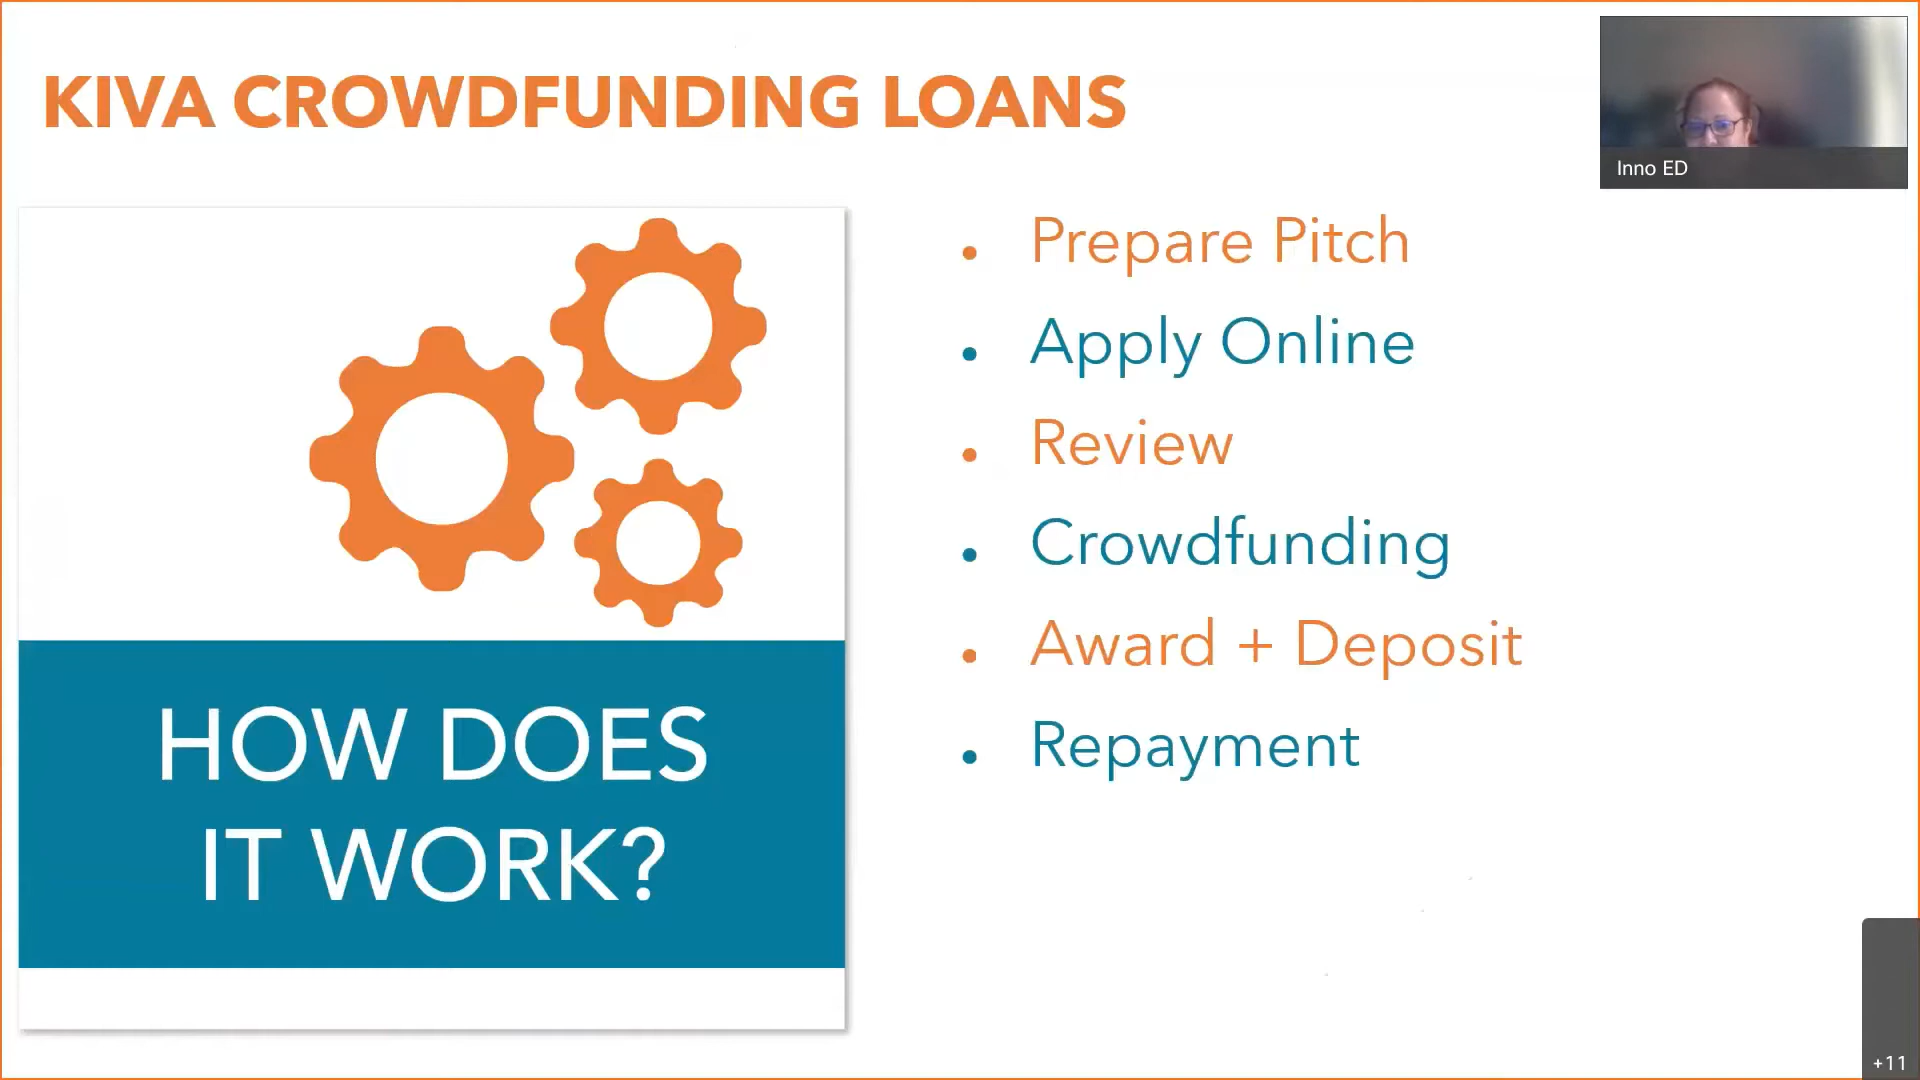 KIVA CROWDFUNDING LOANS
Inno ED
HOW DOES
IT WORK?
• Prepare Pitch
• Apply Online
• Review
• Crowdfunding
• Award + Deposit
• Repayment
+11